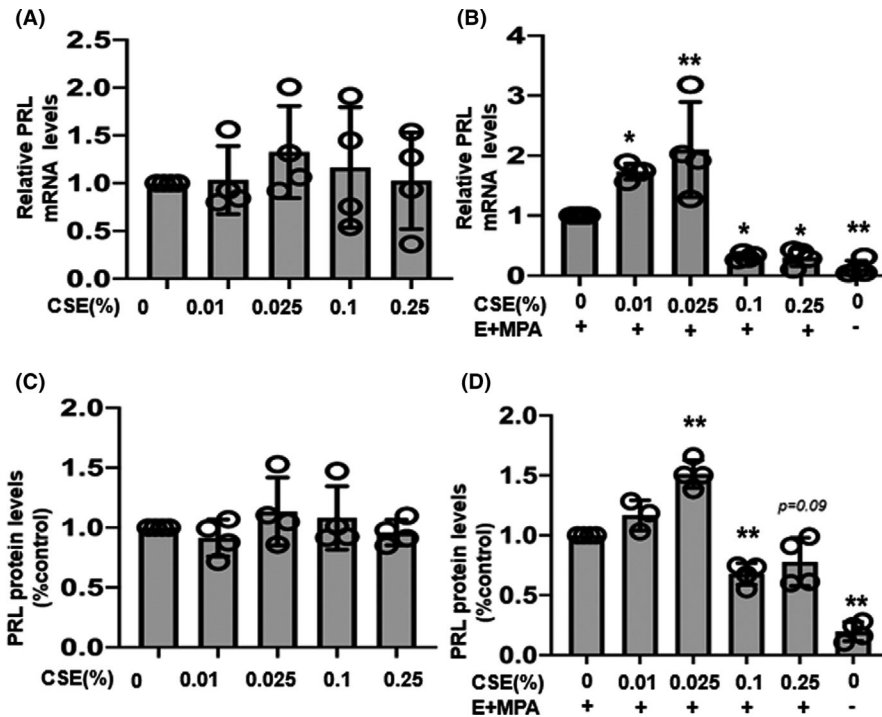 (A)
Relative PRL
mRNA levels
2.5
2.0
1.5
1.0
0.5
0.0
CSE(%) 0 0.01 0.025 0.1 0.25
(B)
Relative PRL
mRNA levels
4
3
2
1
0
* ** * * **
CSE(%) 0 0.01 0.025 0.1 0.25 0
E+MPA + + + + + -
(C)
PRL protein levels
(%control)
2.0
1.5
1.0
0.5
0.0
CSE(%) 0 0.01 0.025 0.1 0.25
(D)
PRL protein levels
(%control)
2.0
1.5
1.0
0.5
0.0
** ** p=0.09 **
CSE(%) 0 0.01 0.025 0.1 0.25 0
E+MPA + + + + + -